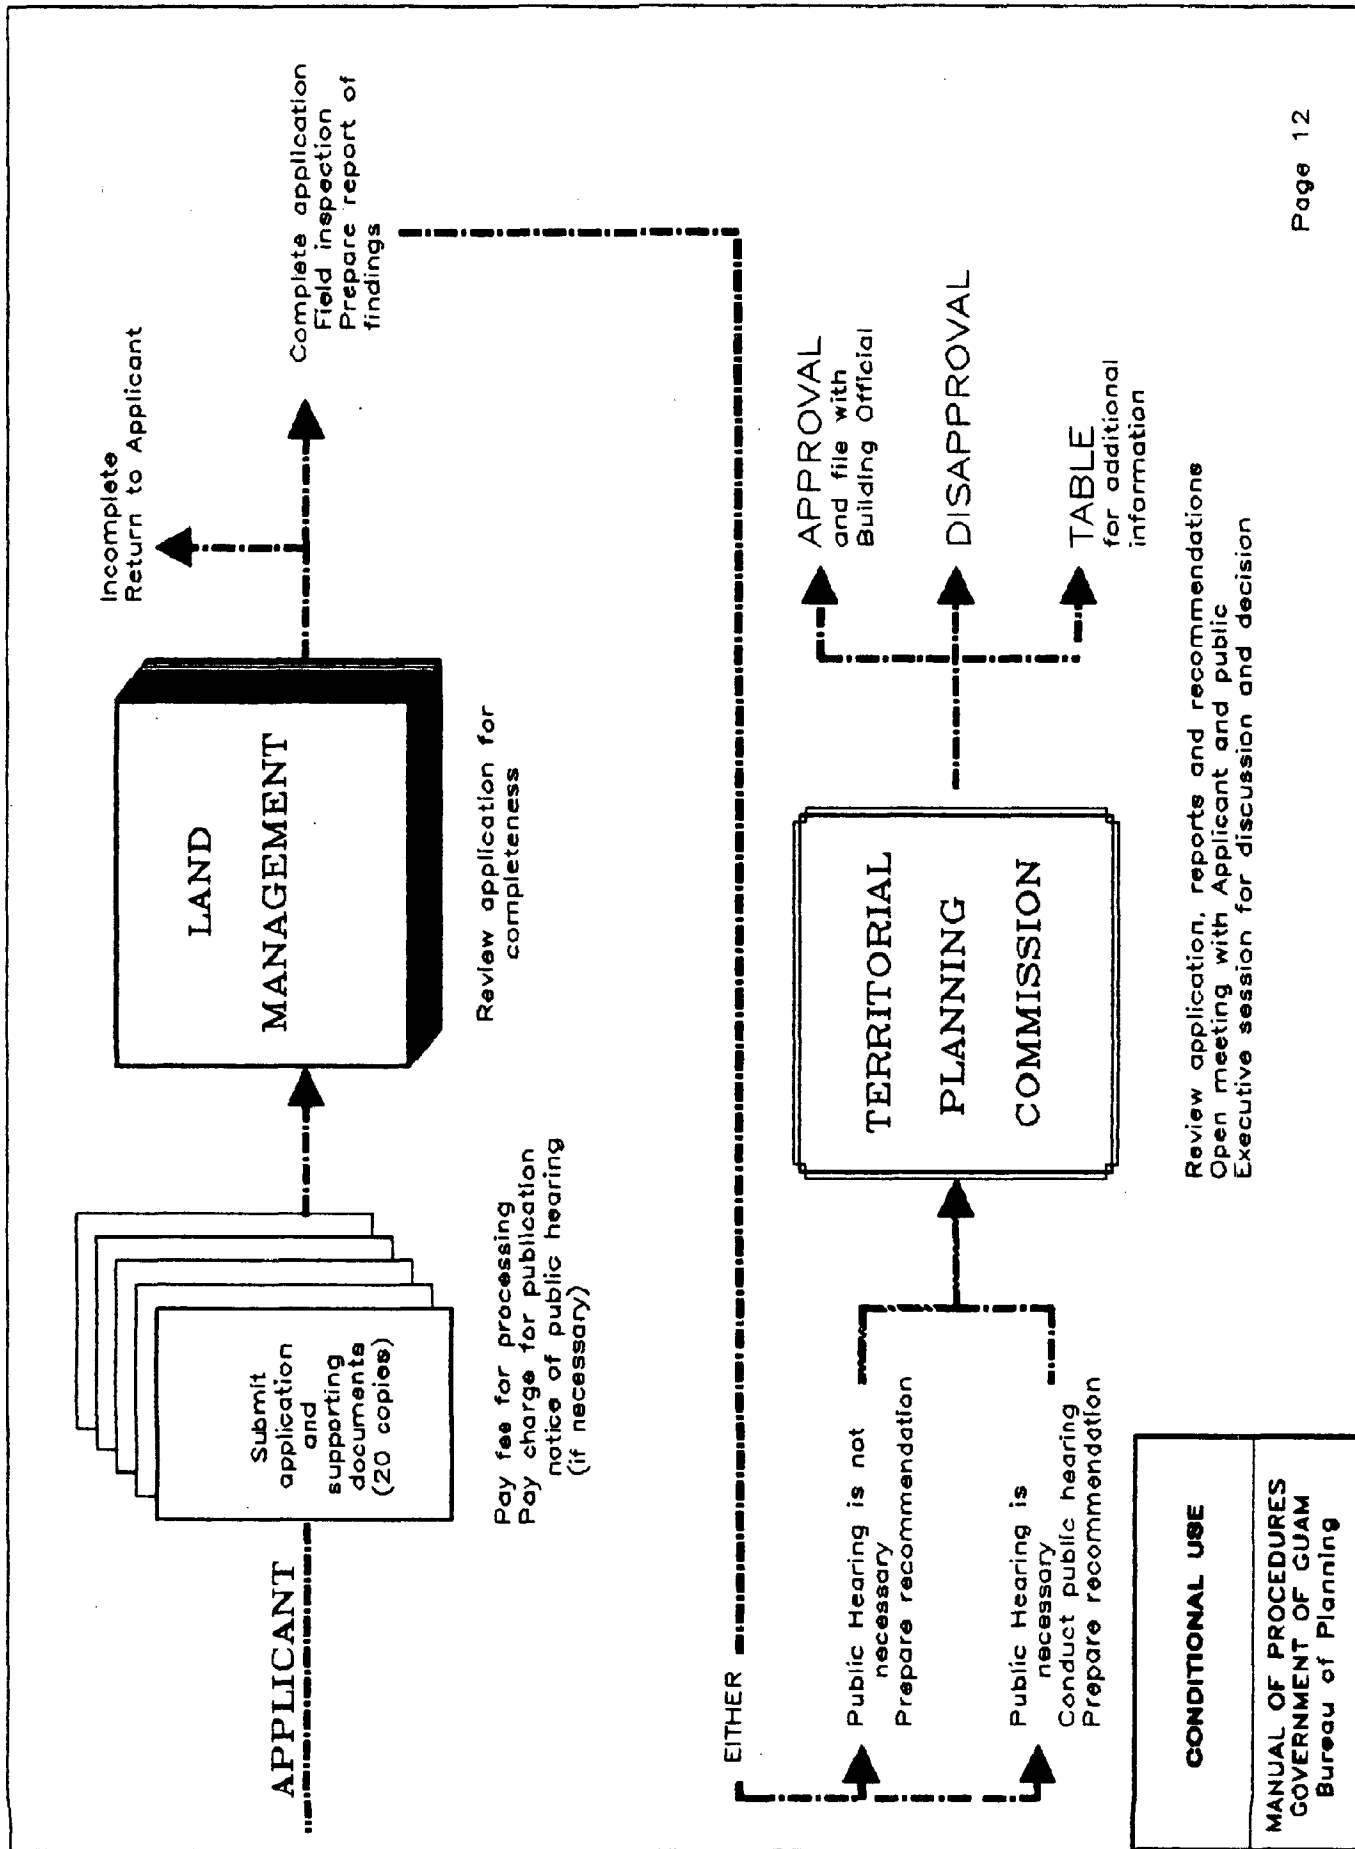 APPLICANT
Submit
application
and
supporting
documents
(20 copies)
Pay fee for processing
Pay charge for publication
notice of public hearing
(if necessary)
LAND
MANAGEMENT
Review application for
completeness
Incomplete
Return to Applicant
Complete application
Field inspection
Prepare report of
findings
EITHER
Public Hearing is not
necessary
Prepare recommendation
Public Hearing is
necessary
Conduct public hearing
Prepare recommendation
TERRITORIAL
PLANNING
COMMISSION
Review application, reports and recommendations
Open meeting with Applicant and public
Executive session for discussion and decision
APPROVAL
and file with
Building Official
DISAPPROVAL
TABLE
for additional
information
CONDITIONAL USE
MANUAL OF PROCEDURES
GOVERNMENT OF GUAM
Bureau of Planning
Page 12